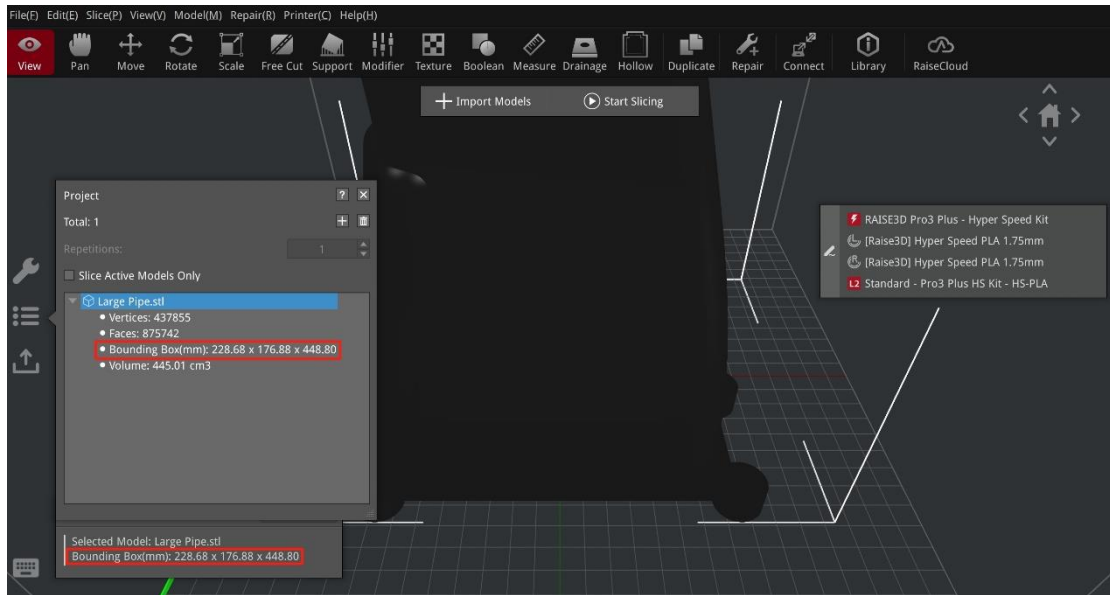 File(F) Edit(E) Slice(P) View(V) Model(M) Repair(R) Printer(C) Help(H)
View Pan Move Rotate Scale Free Cut Support Modifier Texture Boolean Measure Drainage Hollow Duplicate Repair Connect Library RaiseCloud
Import Models Start Slicing
Project
Total: 1
Repetitions: 1
Slice Active Models Only
Large Pipe.stl
Vertices: 437855
Faces: 875742
Bounding Box(mm): 228.68 x 176.88 x 448.80
Volume: 445.01 cm3
Selected Model: Large Pipe.stl
Bounding Box(mm): 228.68 x 176.88 x 448.80
RAISE3D Pro3 Plus - Hyper Speed Kit
[Raise3D] Hyper Speed PLA 1.75mm
[Raise3D] Hyper Speed PLA 1.75mm
L2 Standard - Pro3 Plus HS Kit - HS-PLA